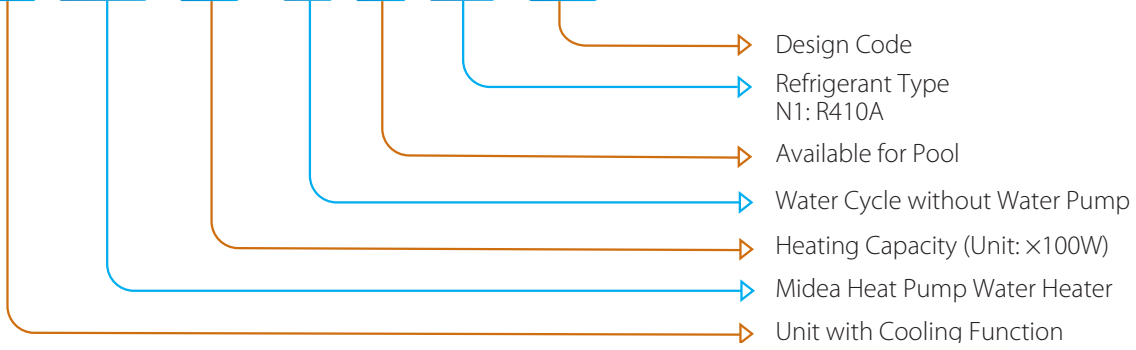 Design Code
Refrigerant Type
N1: R410A
Available for Pool
Water Cycle without Water Pump
Heating Capacity (Unit: ×100W)
Midea Heat Pump Water Heater
Unit with Cooling Function